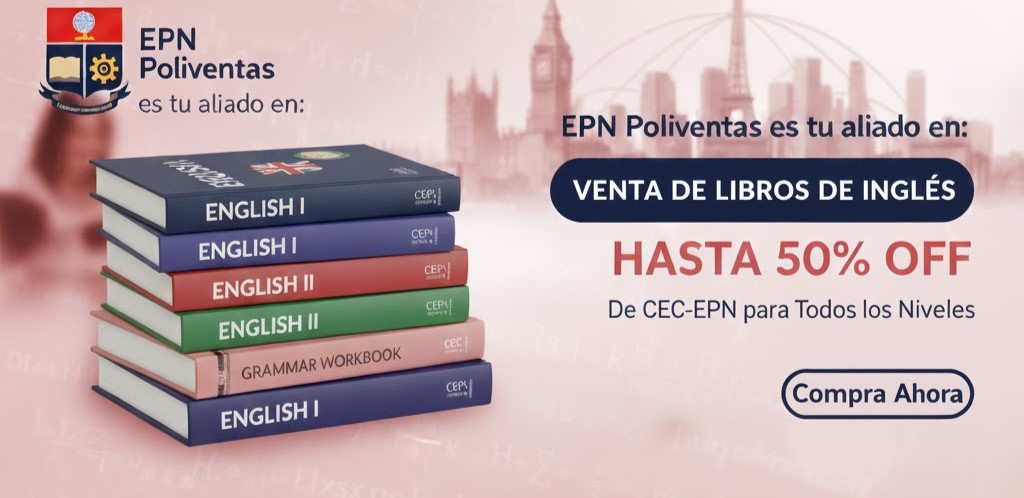 EPN
Poliventas
es tu aliado en:
EPN Poliventas es tu aliado en:
VENTA DE LIBROS DE INGLÉS
HASTA 50% OFF
De CEC-EPN para Todos los Niveles
Compra Ahora
ENGLISH I
ENGLISH I
ENGLISH II
ENGLISH II
GRAMMAR WORKBOOK
CEC
ENGLISH I